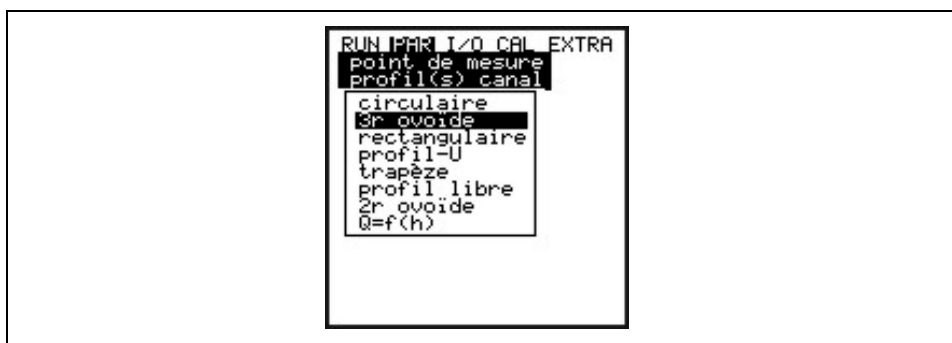 RUN PAR I/O CAL EXTRA
point de mesure
profil(s) canal
circulaire
3r ovoïde
rectangulaire
profil-U
trapèze
profil libre
2r ovoïde
Q=f(h)